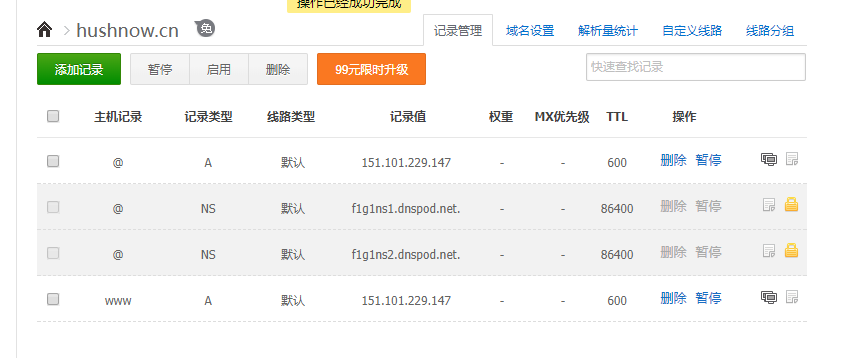 操作已经成功完成
hushnow.cn 免
记录管理 域名设置 解析量统计 自定义线路 线路分组
添加记录 暂停 启用 删除 99元限时升级 快速查找记录
主机记录 记录类型 线路类型 记录值 权重 MX优先级 TTL 操作
@ A 默认 151.101.229.147 - - 600 删除 暂停
@ NS 默认 f1g1ns1.dnspod.net. - - 86400 删除 暂停
@ NS 默认 f1g1ns2.dnspod.net. - - 86400 删除 暂停
www A 默认 151.101.229.147 - - 600 删除 暂停